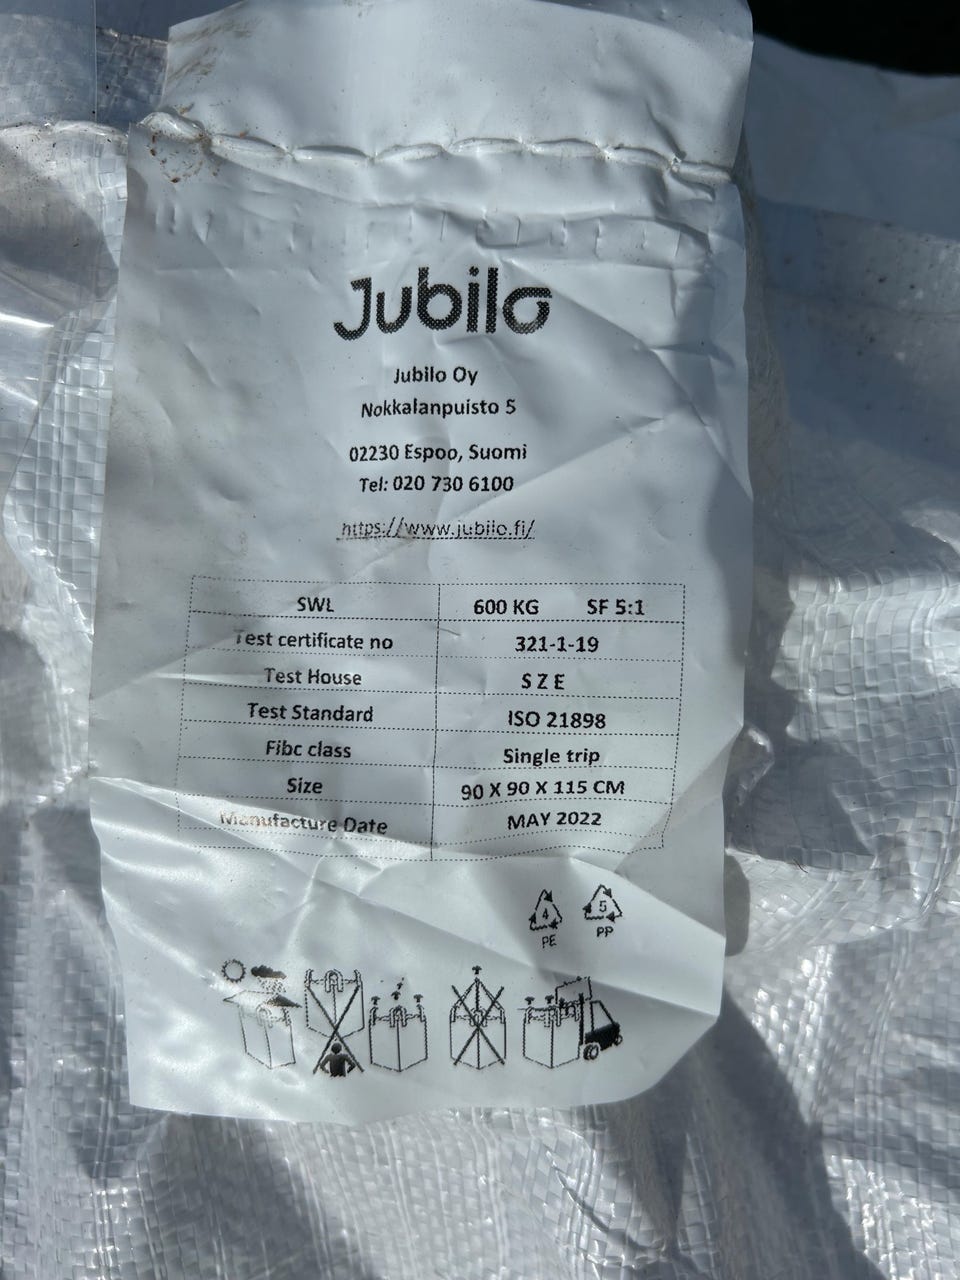 Jubilo
Jubilo Oy
Nokkalanpuisto 5
02230 Espoo, Suomi
Tel: 020 730 6100
https://www.jubilo.fi/
SWL 600 KG SF 5:1
Test certificate no 321-1-19
Test House S Z E
Test Standard ISO 21898
Fibc class Single trip
Size 90 X 90 X 115 CM
Manufacture Date MAY 2022
4 5
PE PP